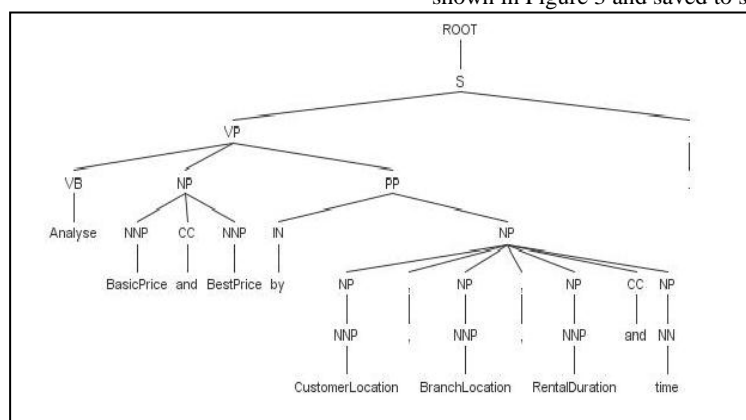 shown in Figure 3 and saved to s
ROOT
S
VP
VB NP PP
Analyse NNP CC NNP IN NP
BasicPrice and BestPrice by
NP , NP , NP CC NP
NNP , NNP , NNP and NN
CustomerLocation BranchLocation RentalDuration time